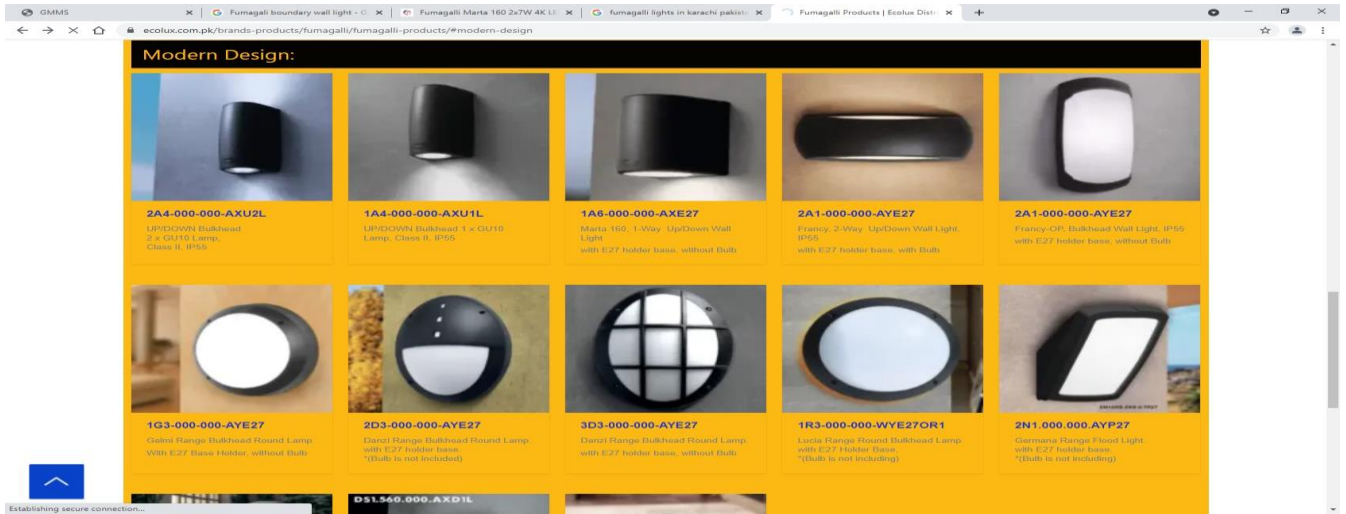 GMMS
Fumagali boundary wall light - G
Fumagalli Marta 160 2x7W 4K LE
fumagalli lights in karachi pakista
Fumagalli Products | Ecolux Distr
ecolux.com.pk/brands-products/fumagalli/fumagalli-products/#modern-design
Modern Design:
2A4-000-000-AXU2L
UP/DOWN Bulkhead
2 x GU10 Lamp,
Class II, IP55
1A4-000-000-AXU1L
UP/DOWN Bulkhead 1 x GU10
Lamp, Class II, IP55
1A6-000-000-AXE27
Marta 160, 1-Way Up/Down Wall
Light
with E27 holder base, without Bulb
2A1-000-000-AYE27
Francy, 2-Way Up/Down Wall Light,
IP55
with E27 holder base, with Bulb
2A1-000-000-AYE27
Francy-OP, Bulkhead Wall Light, IP55
with E27 holder base, without Bulb
1G3-000-000-AYE27
Gelmi Range Bulkhead Round Lamp.
With E27 Base Holder, without Bulb
2D3-000-000-AYE27
Danzi Range Bulkhead Round Lamp.
with E27 holder base
*(Bulb is not included)
3D3-000-000-AYE27
Danzi Range Bulkhead Round Lamp.
with E27 holder base, without Bulb
1R3-000-000-WYE27OR1
Lucia Range Round Bulkhead Lamp.
with E27 Holder Base,
*(Bulb is not including)
2N1.000.000.AYP27
Germana Range Flood Light.
with E27 holder base.
*(Bulb is not including)
DS1.560.000.AXD1L
Establishing secure connection...